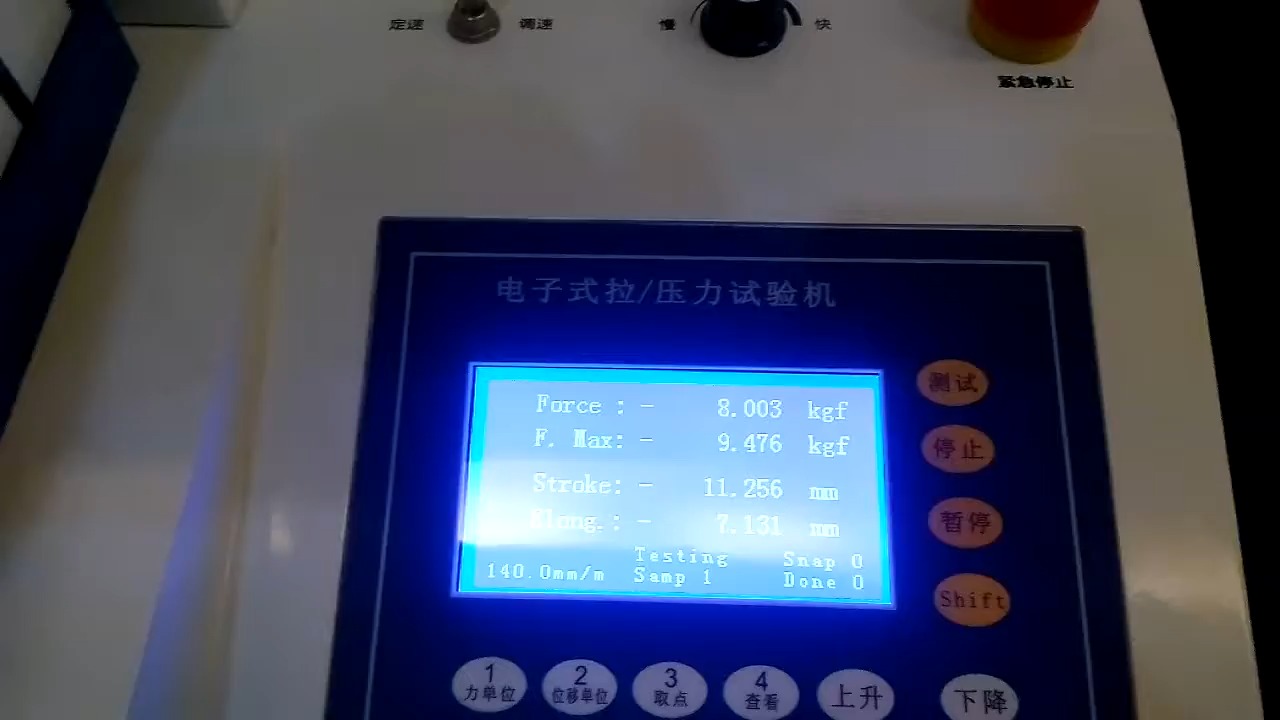 定速 调速 慢 快
紧急停止
电子式拉/压力试验机
Force : - 8.003 kgf
F. Max: - 9.476 kgf
Stroke: - 11.256 mm
Elong.: - 7.131 mm
Testing Snap 0
140.0mm/m Samp 1 Done 0
测试
停止
暂停
Shift
1 2 3 4
力单位 位移单位 取点 查看 上升 下降